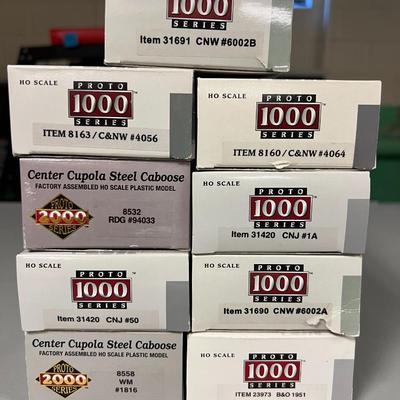 1000
SERIES
Item 31691 CNW #6002B
HO SCALE
PROTO
1000
SERIES
ITEM 8163/C&NW #4056
HO SCALE
PROTO
1000
SERIES
ITEM 8160/C&NW #4064
Center Cupola Steel Caboose
FACTORY ASSEMBLED HO SCALE PLASTIC MODEL
PROTO
2000
SERIES
8532
RDG #94033
HO SCALE
PROTO
1000
SERIES
Item 31420 CNJ #1A
HO SCALE
PROTO
1000
SERIES
Item 31420 CNJ #50
HO SCALE
PROTO
1000
SERIES
Item 31690 CNW #6002A
Center Cupola Steel Caboose
FACTORY ASSEMBLED HO SCALE PLASTIC MODEL
PROTO
2000
SERIES
8558
WM
#1816
HO SCALE
PROTO
1000
SERIES
ITEM 23973 B&O 1951